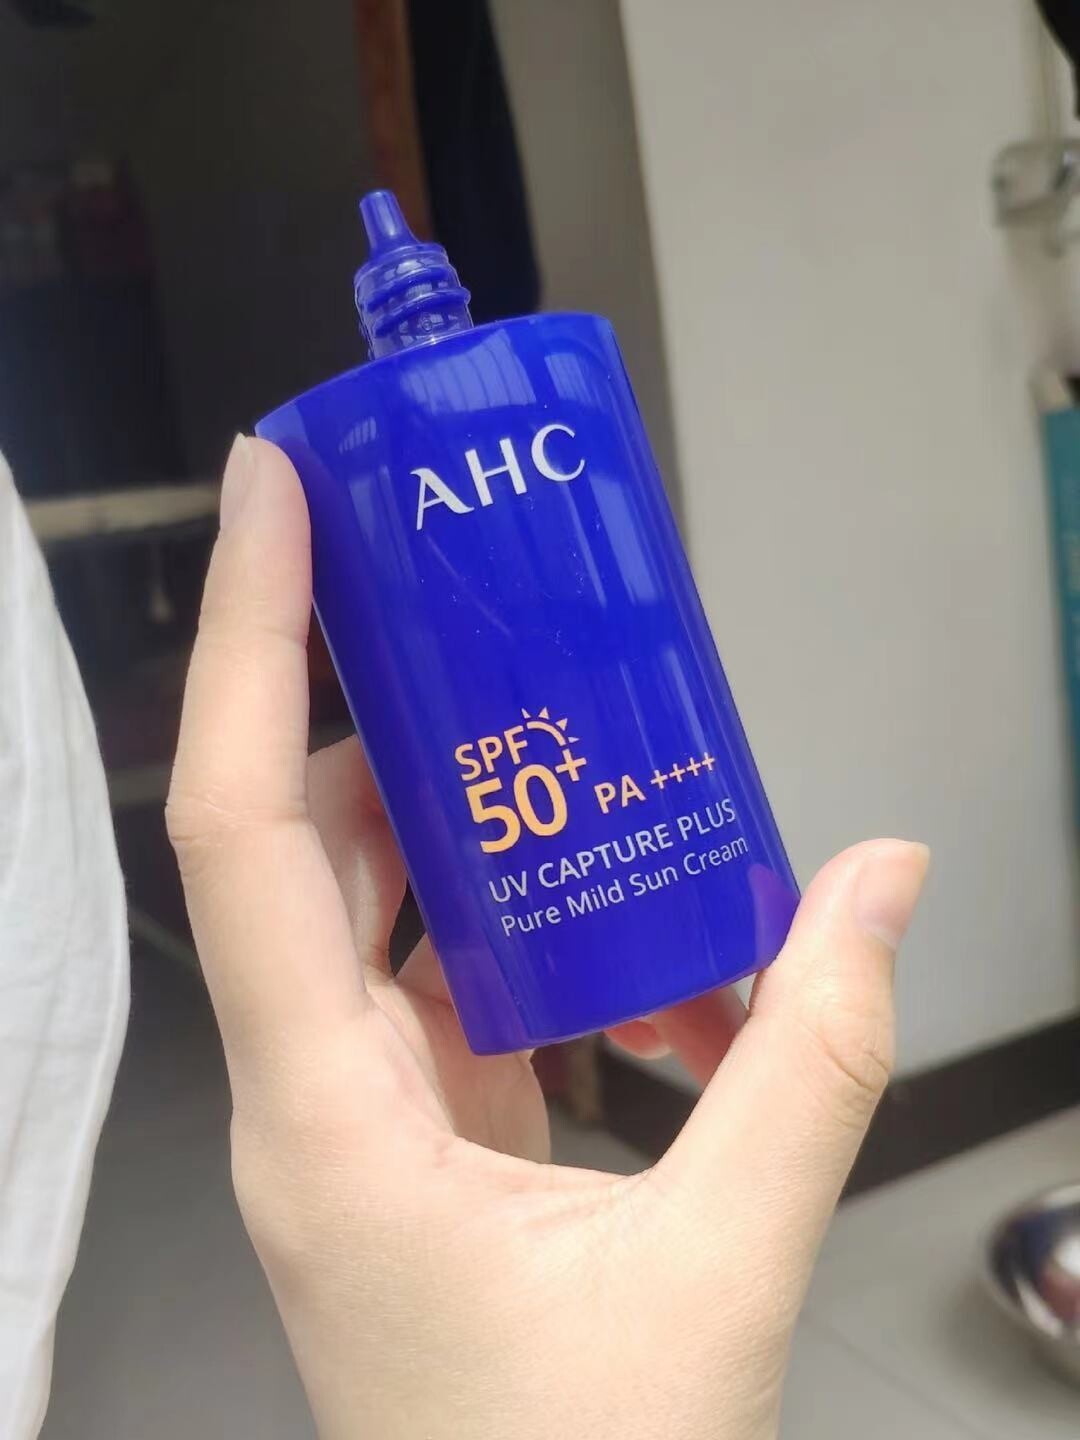 AHC
SPF
50+ PA ++++
UV CAPTURE PLUS
Pure Mild Sun Cream